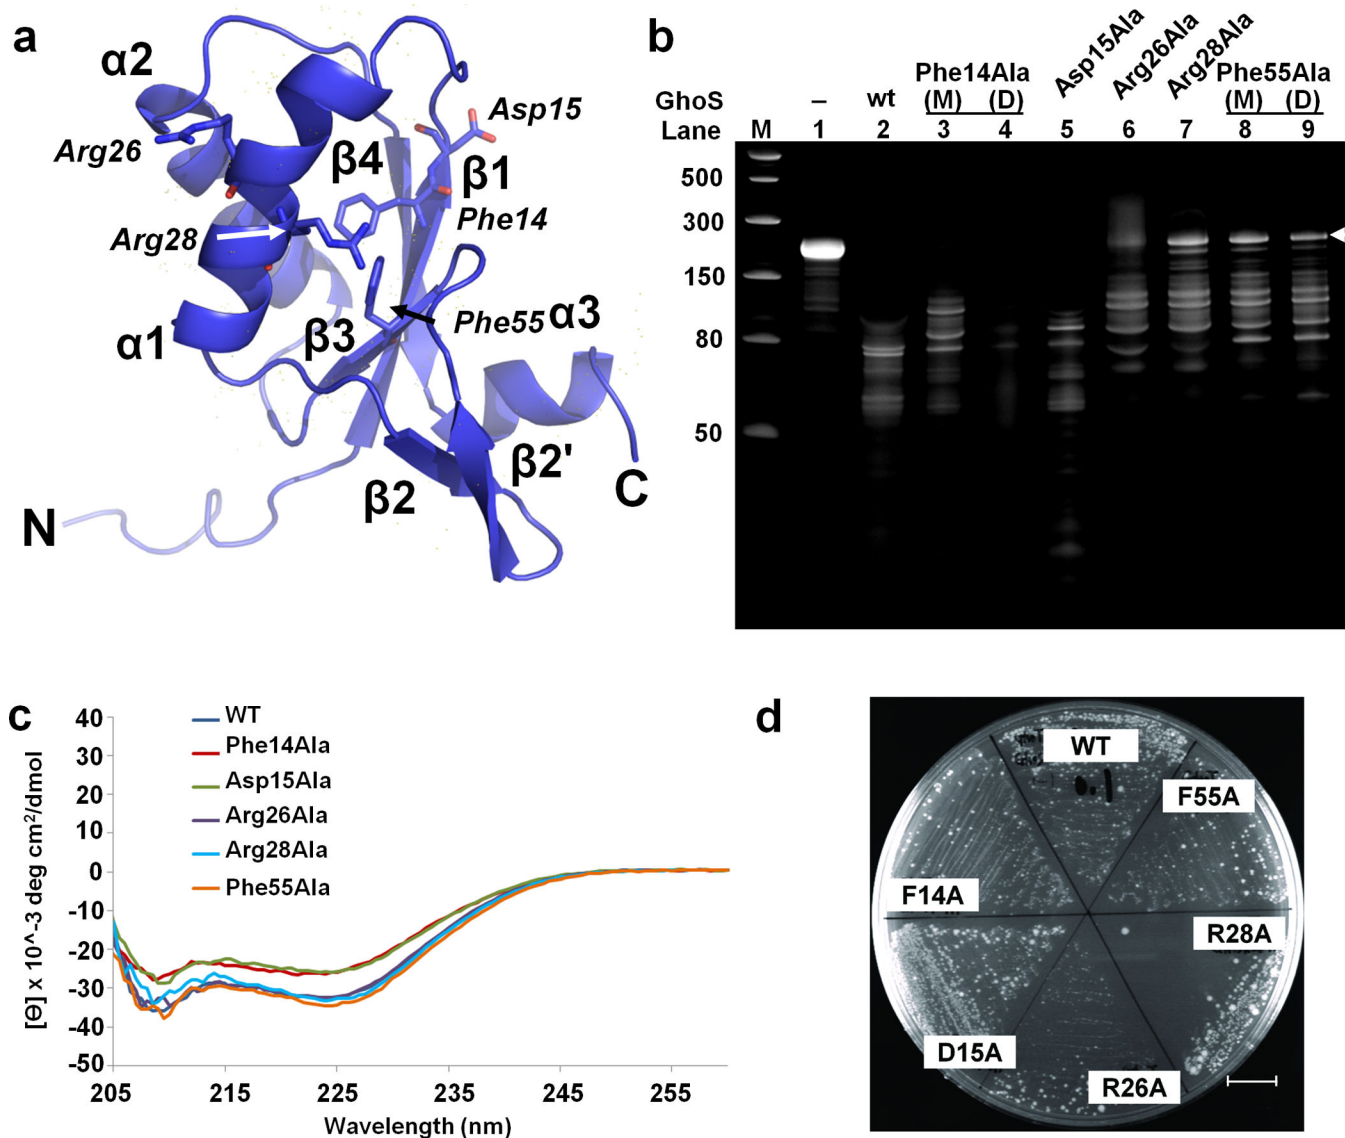 a
α2
Arg26
Arg28
α1
β4
Asp15
β1
Phe14
β3
Phe55
α3
β2
β2'
N
C
b
Asp15Ala
Arg26Ala
Arg28Ala
Phe14Ala
Phe55Ala
GhoS
–
wt
(M)
(D)
(M)
(D)
Lane
M
1
2
3
4
5
6
7
8
9
500
300
150
80
50
c
WT
Phe14Ala
Asp15Ala
Arg26Ala
Arg28Ala
Phe55Ala
[Θ] x 10^-3 deg cm²/dmol
40
30
20
10
0
-10
-20
-30
-40
-50
205
215
225
235
245
255
Wavelength (nm)
d
WT
0.1
F55A
F14A
R28A
D15A
R26A